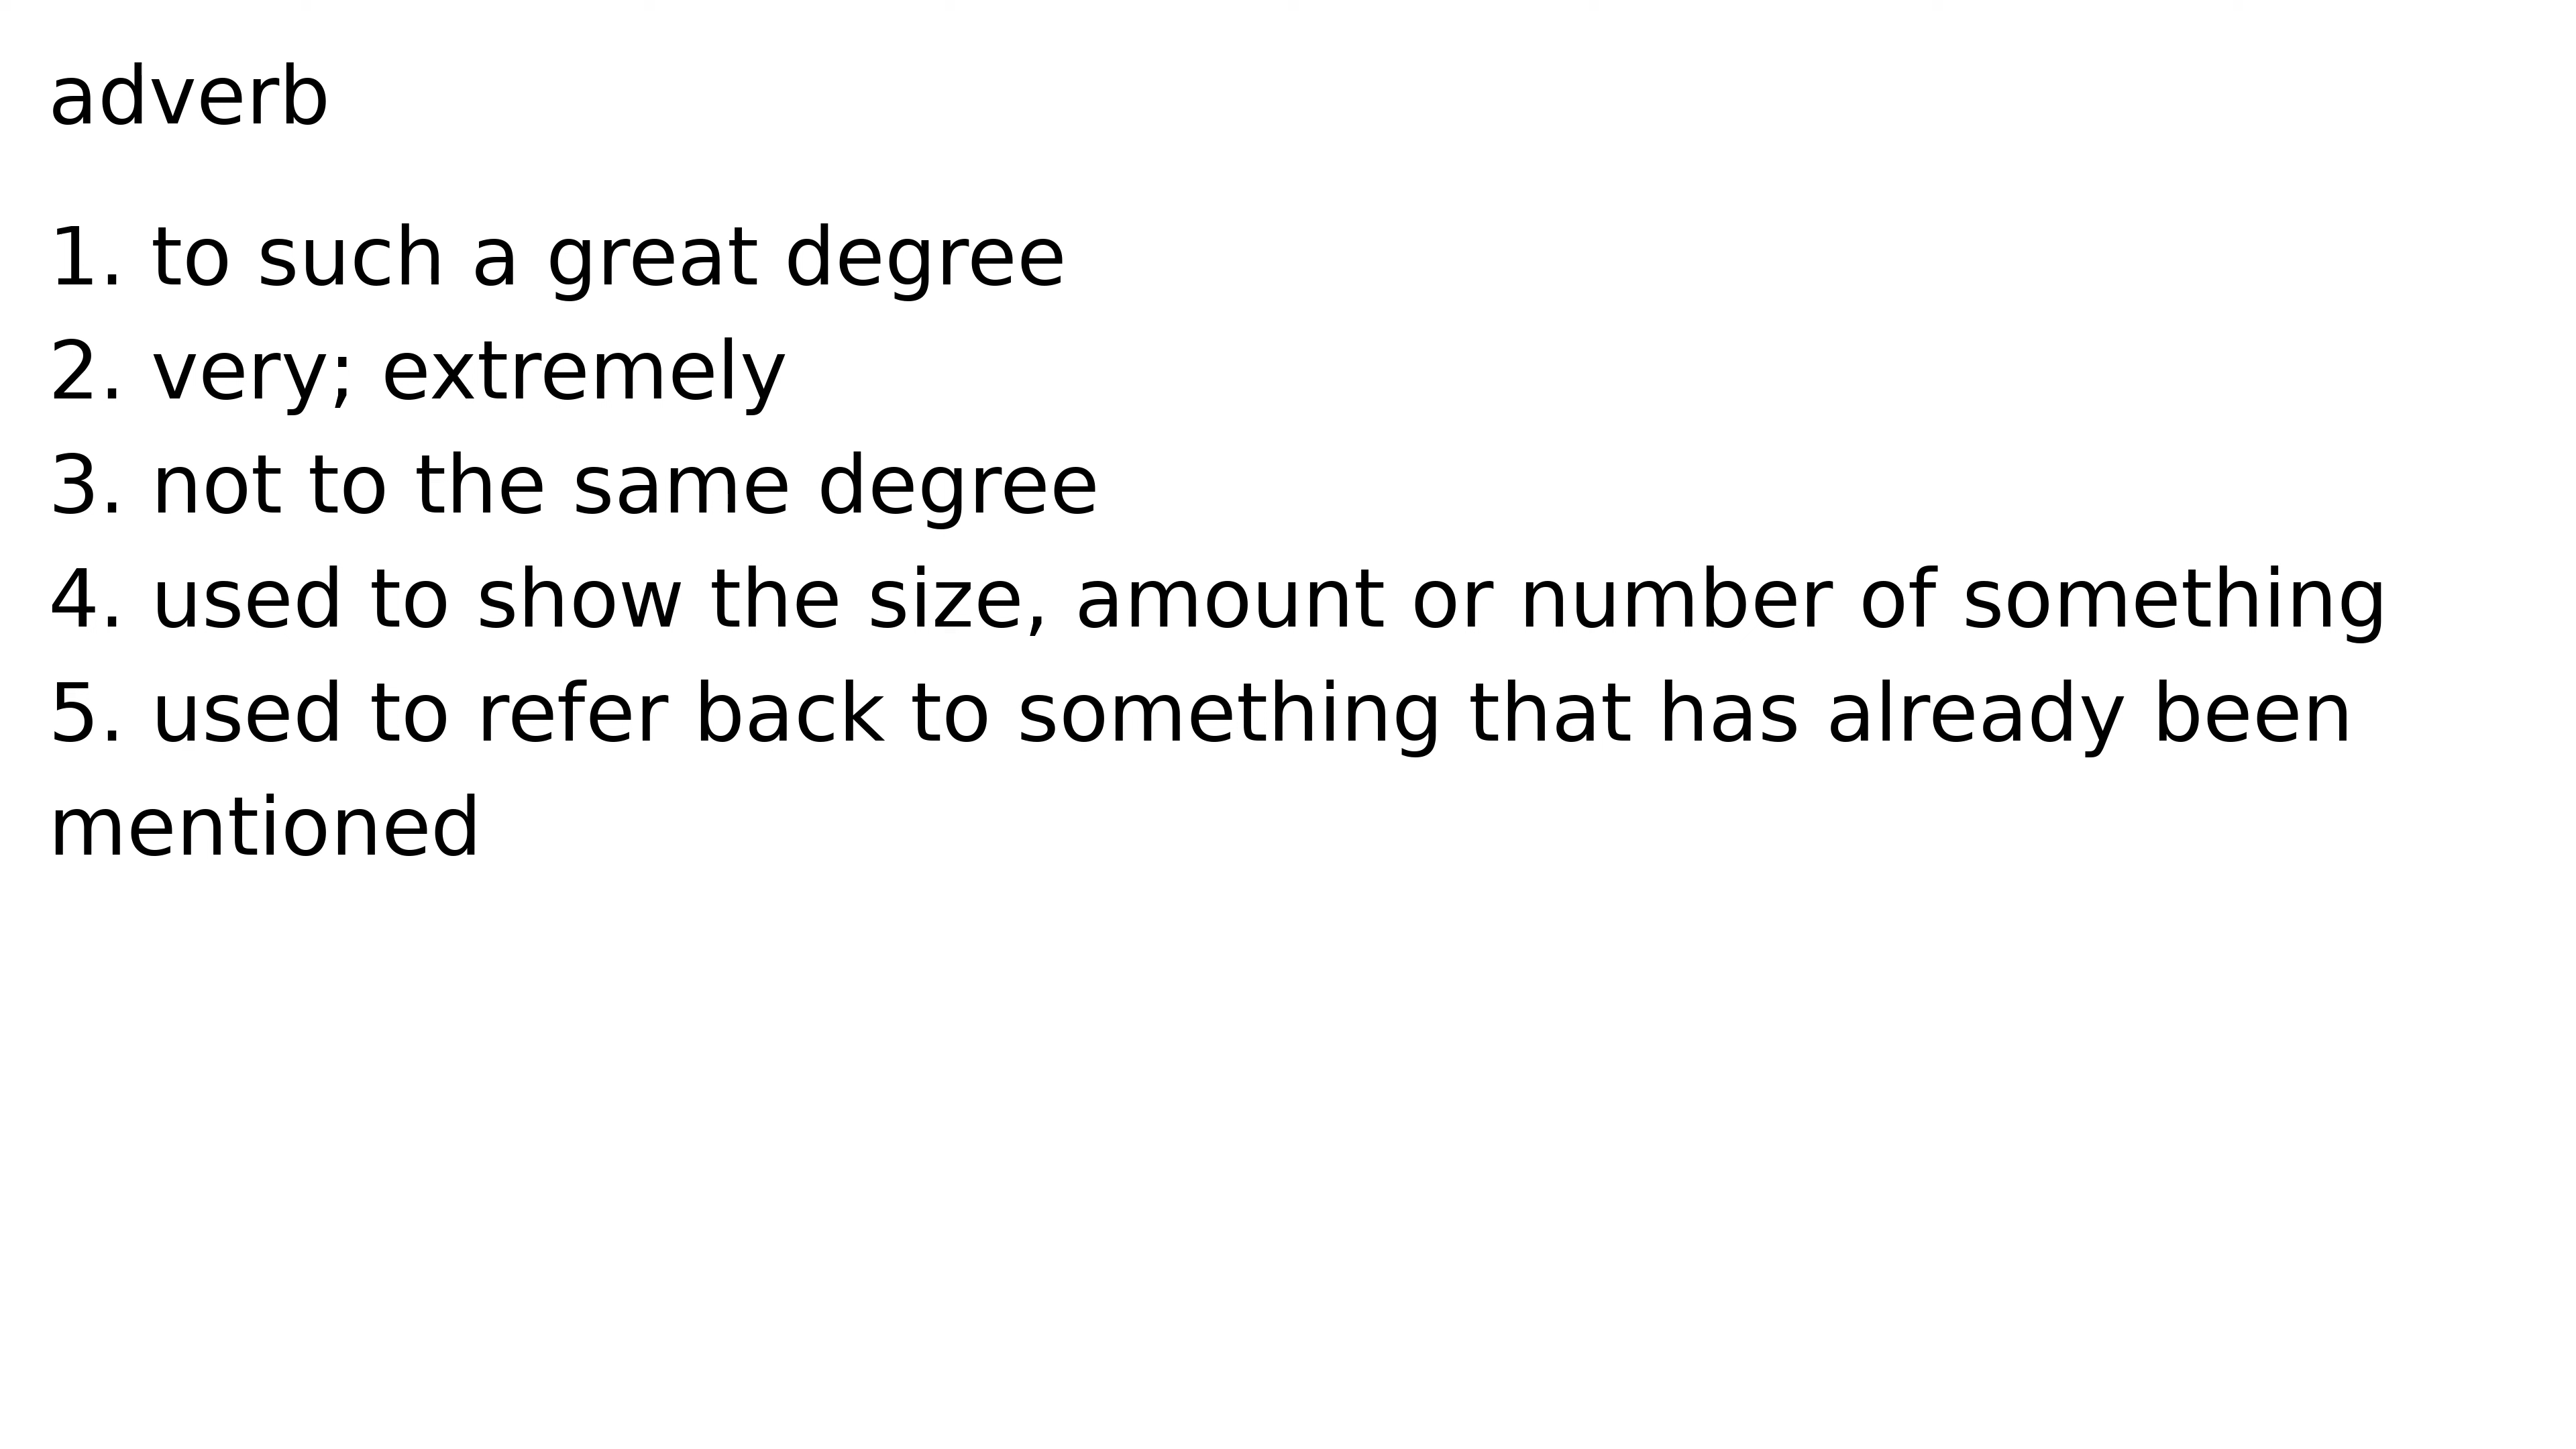 adverb
1. to such a great degree
2. very; extremely
3. not to the same degree
4. used to show the size, amount or number of something
5. used to refer back to something that has already been
mentioned